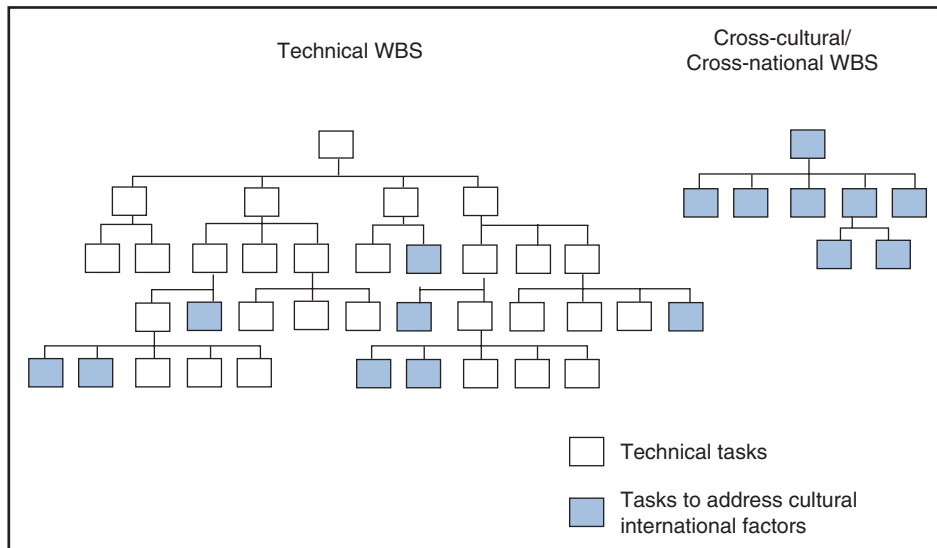 Technical WBS
Cross-cultural/
Cross-national WBS
Technical tasks
Tasks to address cultural
international factors